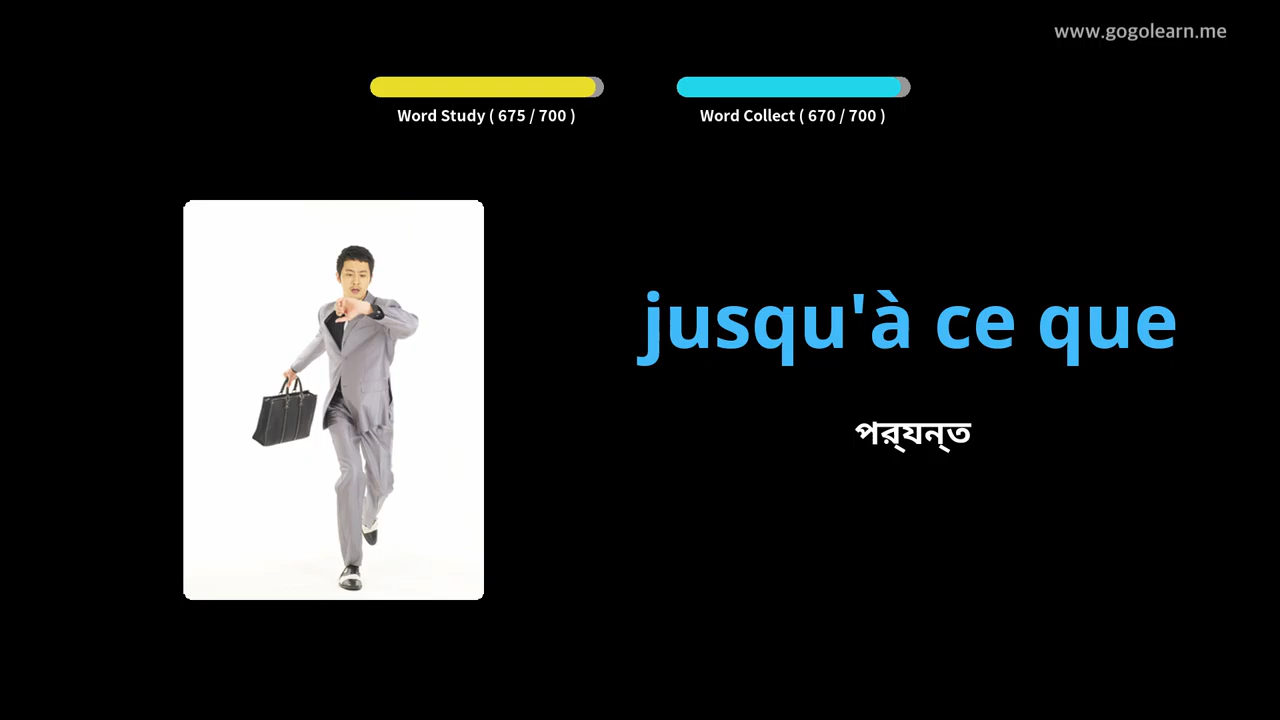 www.gogolearn.me
Word Study ( 675 / 700 )
Word Collect ( 670 / 700 )
jusqu'à ce que
পর্যন্ত